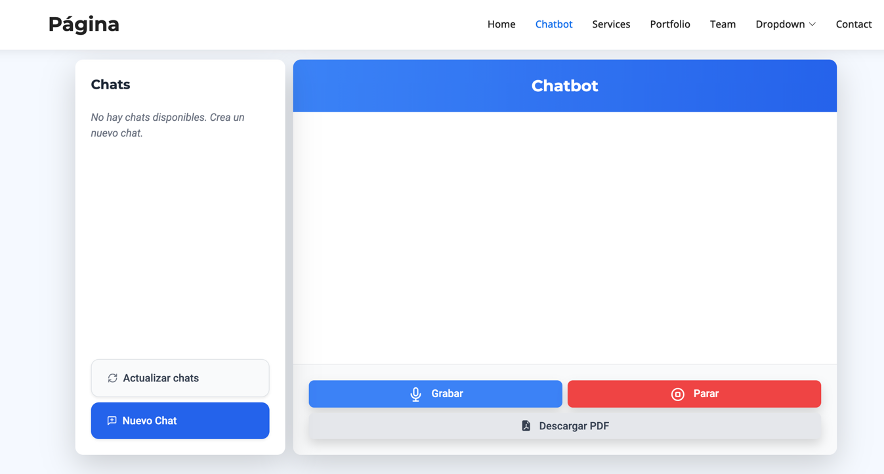 Página
Home Chatbot Services Portfolio Team Dropdown Contact
Chats
No hay chats disponibles. Crea un
nuevo chat.
Actualizar chats
Nuevo Chat
Chatbot
Grabar
Parar
Descargar PDF